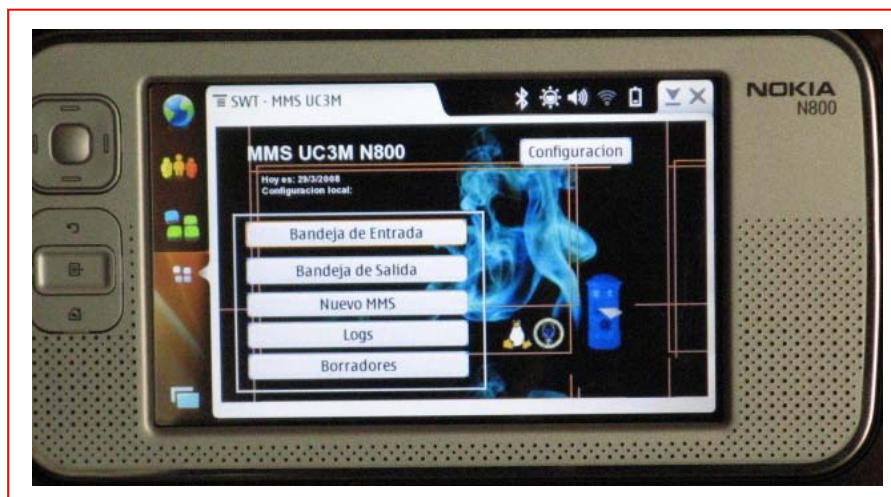 SWT - MMS UC3M
NOKIA
N800
MMS UC3M N800
Configuracion
Hoy es: 29/3/2008
Configuracion local:
Bandeja de Entrada
Bandeja de Salida
Nuevo MMS
Logs
Borradores